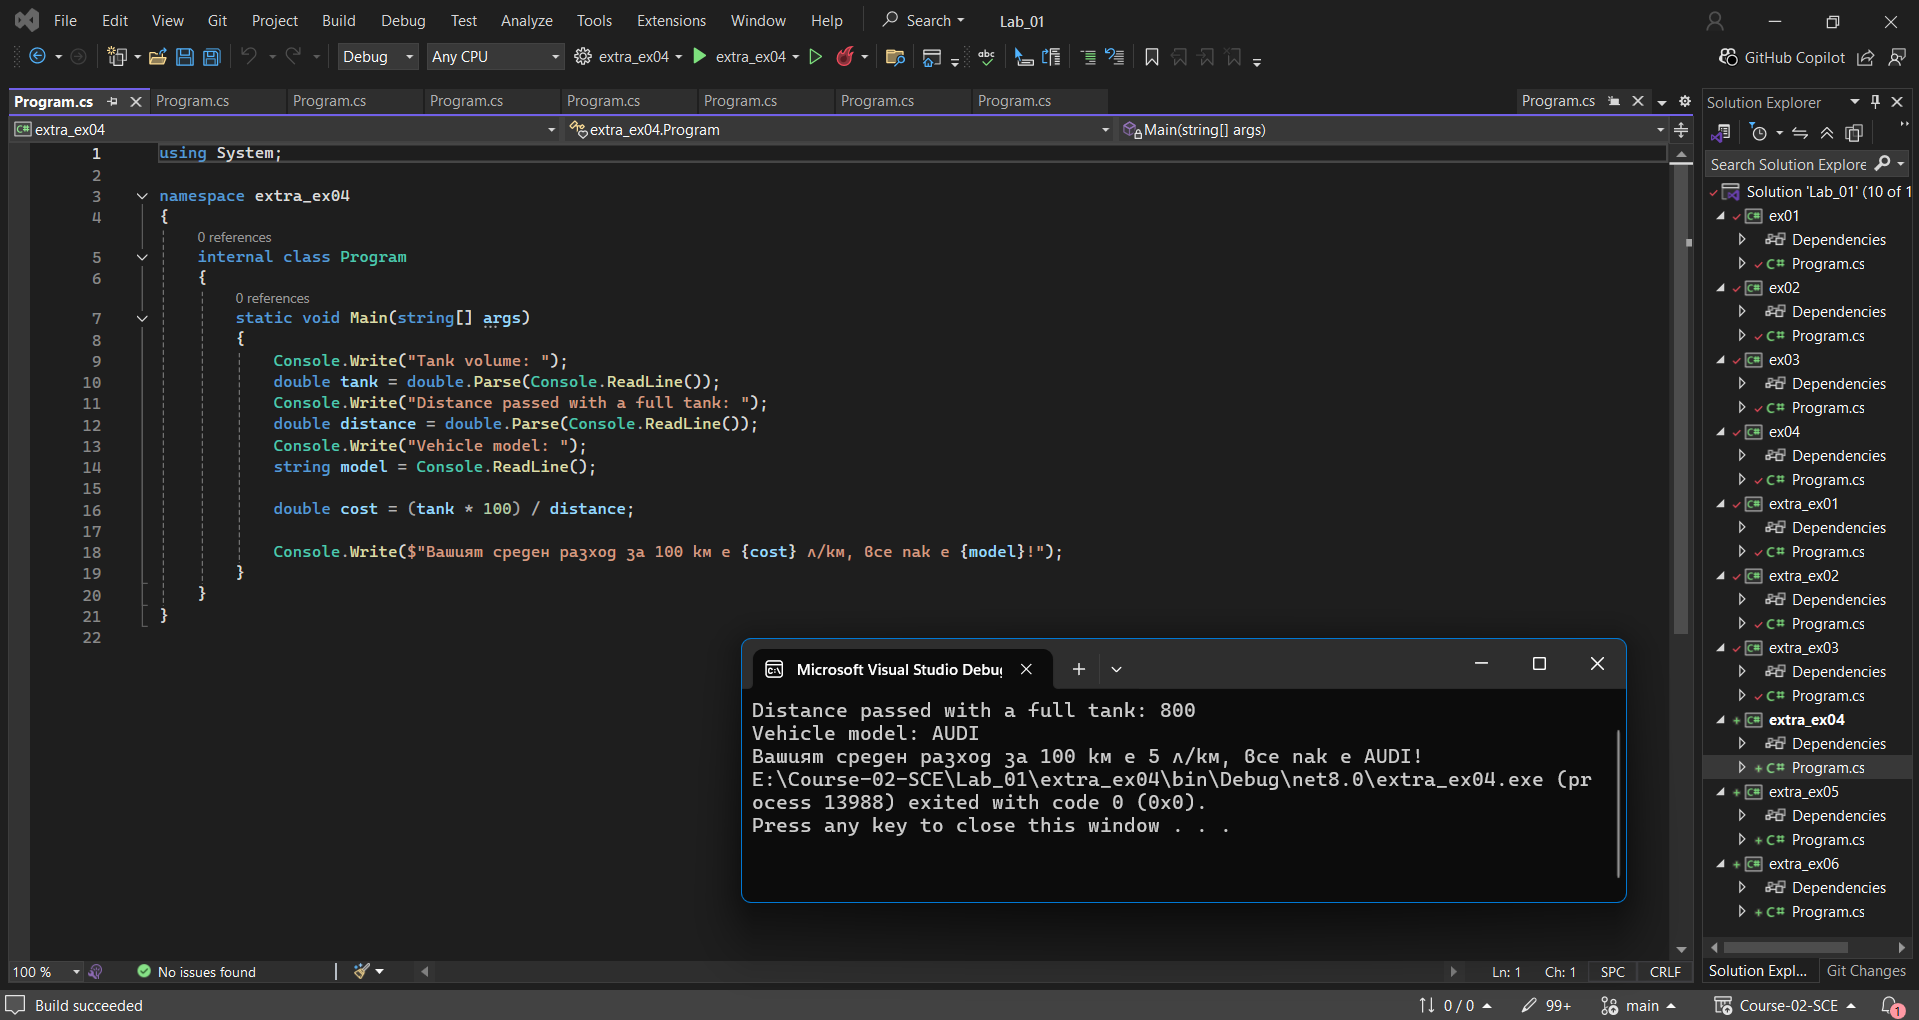 File Edit View Git Project Build Debug Test Analyze Tools Extensions Window Help Search Lab_01
Debug Any CPU extra_ex04 extra_ex04 GitHub Copilot
Program.cs Program.cs Program.cs Program.cs Program.cs Program.cs Program.cs Program.cs Program.cs
extra_ex04 extra_ex04.Program Main(string[] args)
1 using System;
2
3 namespace extra_ex04
4 {
0 references
5 internal class Program
6 {
0 references
7 static void Main(string[] args)
8 {
9 Console.Write("Tank volume: ");
10 double tank = double.Parse(Console.ReadLine());
11 Console.Write("Distance passed with a full tank: ");
12 double distance = double.Parse(Console.ReadLine());
13 Console.Write("Vehicle model: ");
14 string model = Console.ReadLine();
15
16 double cost = (tank * 100) / distance;
17
18 Console.Write($"Вашият среден разход за 100 км е {cost} л/км, все пак е {model}!");
19 }
20 }
21 }
22
Microsoft Visual Studio Debug
Distance passed with a full tank: 800
Vehicle model: AUDI
Вашият среден разход за 100 км е 5 л/км, все пак е AUDI!
E:\Course-02-SCE\Lab_01\extra_ex04\bin\Debug\net8.0\extra_ex04.exe (pr
ocess 13988) exited with code 0 (0x0).
Press any key to close this window . . .
Solution Explorer
Search Solution Explore
Solution 'Lab_01' (10 of 1
ex01
Dependencies
C# Program.cs
ex02
Dependencies
C# Program.cs
ex03
Dependencies
C# Program.cs
ex04
Dependencies
C# Program.cs
extra_ex01
Dependencies
C# Program.cs
extra_ex02
Dependencies
C# Program.cs
extra_ex03
Dependencies
C# Program.cs
extra_ex04
Dependencies
C# Program.cs
extra_ex05
Dependencies
C# Program.cs
extra_ex06
Dependencies
C# Program.cs
Solution Expl... Git Changes
100 % No issues found Ln: 1 Ch: 1 SPC CRLF
Build succeeded 0 / 0 99+ main Course-02-SCE 1